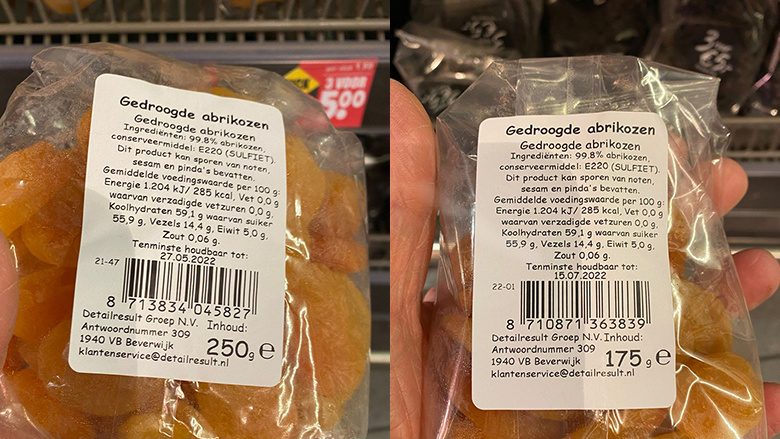 per stuk 1.99
3 VOOR
5.00
Gedroogde abrikozen
Gedroogde abrikozen
Ingrediënten: 99.8% abrikozen,
conserveermiddel: E220 (SULFIET).
Dit product kan sporen van noten,
sesam en pinda's bevatten.
Gemiddelde voedingswaarde per 100 g:
Energie 1.204 kJ/ 285 kcal, Vet 0,0 g
waarvan verzadigde vetzuren 0,0 g,
Koolhydraten 59,1 g waarvan suiker
55,9 g, Vezels 14,4 g, Eiwit 5,0 g,
Zout 0,06 g.
Tenminste houdbaar tot:
27.05.2022
21-47
8 713834 045827
Detailresult Groep N.V. Inhoud:
Antwoordnummer 309
1940 VB Beverwijk 250g e
klantenservice@detailresult.nl
Gedroogde abrikozen
Gedroogde abrikozen
Ingrediënten: 99.8% abrikozen,
conserveermiddel: E220 (SULFIET).
Dit product kan sporen van noten,
sesam en pinda's bevatten.
Gemiddelde voedingswaarde per 100 g:
Energie 1.204 kJ/ 285 kcal, Vet 0,0 g
waarvan verzadigde vetzuren 0,0 g,
Koolhydraten 59,1 g waarvan suiker
55,9 g, Vezels 14,4 g, Eiwit 5,0 g,
Zout 0,06 g.
Tenminste houdbaar tot:
15.07.2022
22-01
8 710871 363839
Detailresult Groep N.V. Inhoud:
Antwoordnummer 309
1940 VB Beverwijk 175 g e
klantenservice@detailresult.nl